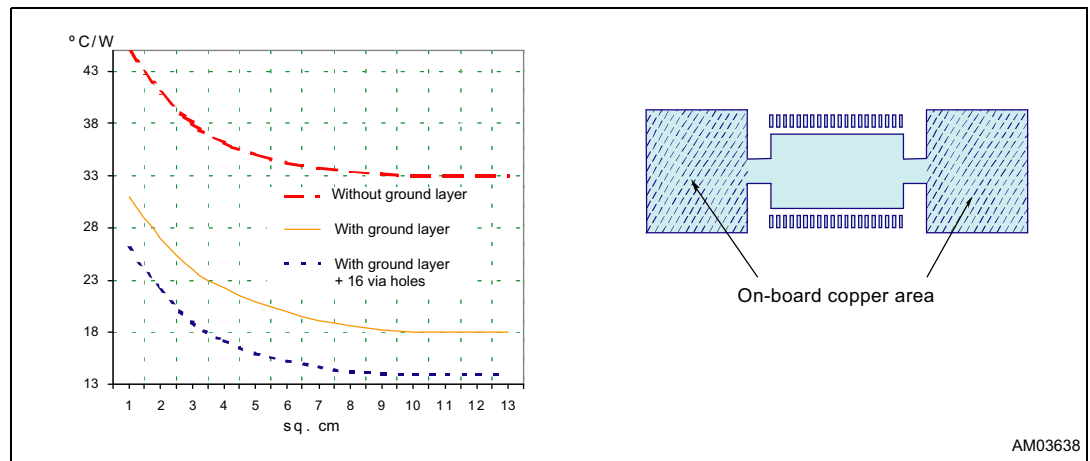 ºC/W
43
38
33
28
23
18
13
1 2 3 4 5 6 7 8 9 10 11 12 13
sq. cm
Without ground layer
With ground layer
With ground layer
+ 16 via holes
On-board copper area
AM03638